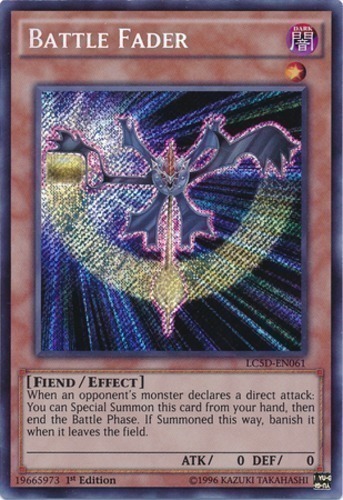 BATTLE FADER
DARK
闇
LC5D-EN061
[FIEND / EFFECT]
When an opponent's monster declares a direct attack:
You can Special Summon this card from your hand, then
end the Battle Phase. If Summoned this way, banish it
when it leaves the field.
ATK/ 0 DEF/ 0
19665973 1st Edition ©1996 KAZUKI TAKAHASHI